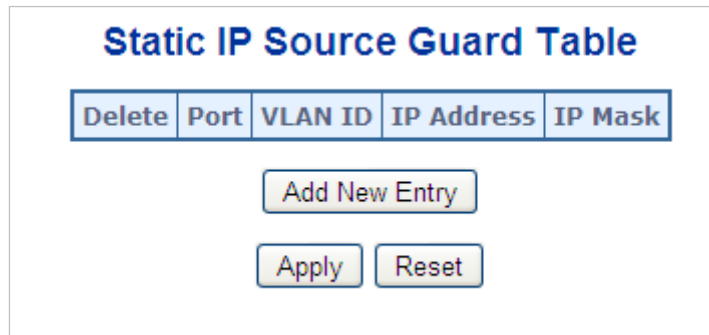 Static IP Source Guard Table
Delete Port VLAN ID IP Address IP Mask
Add New Entry
Apply Reset